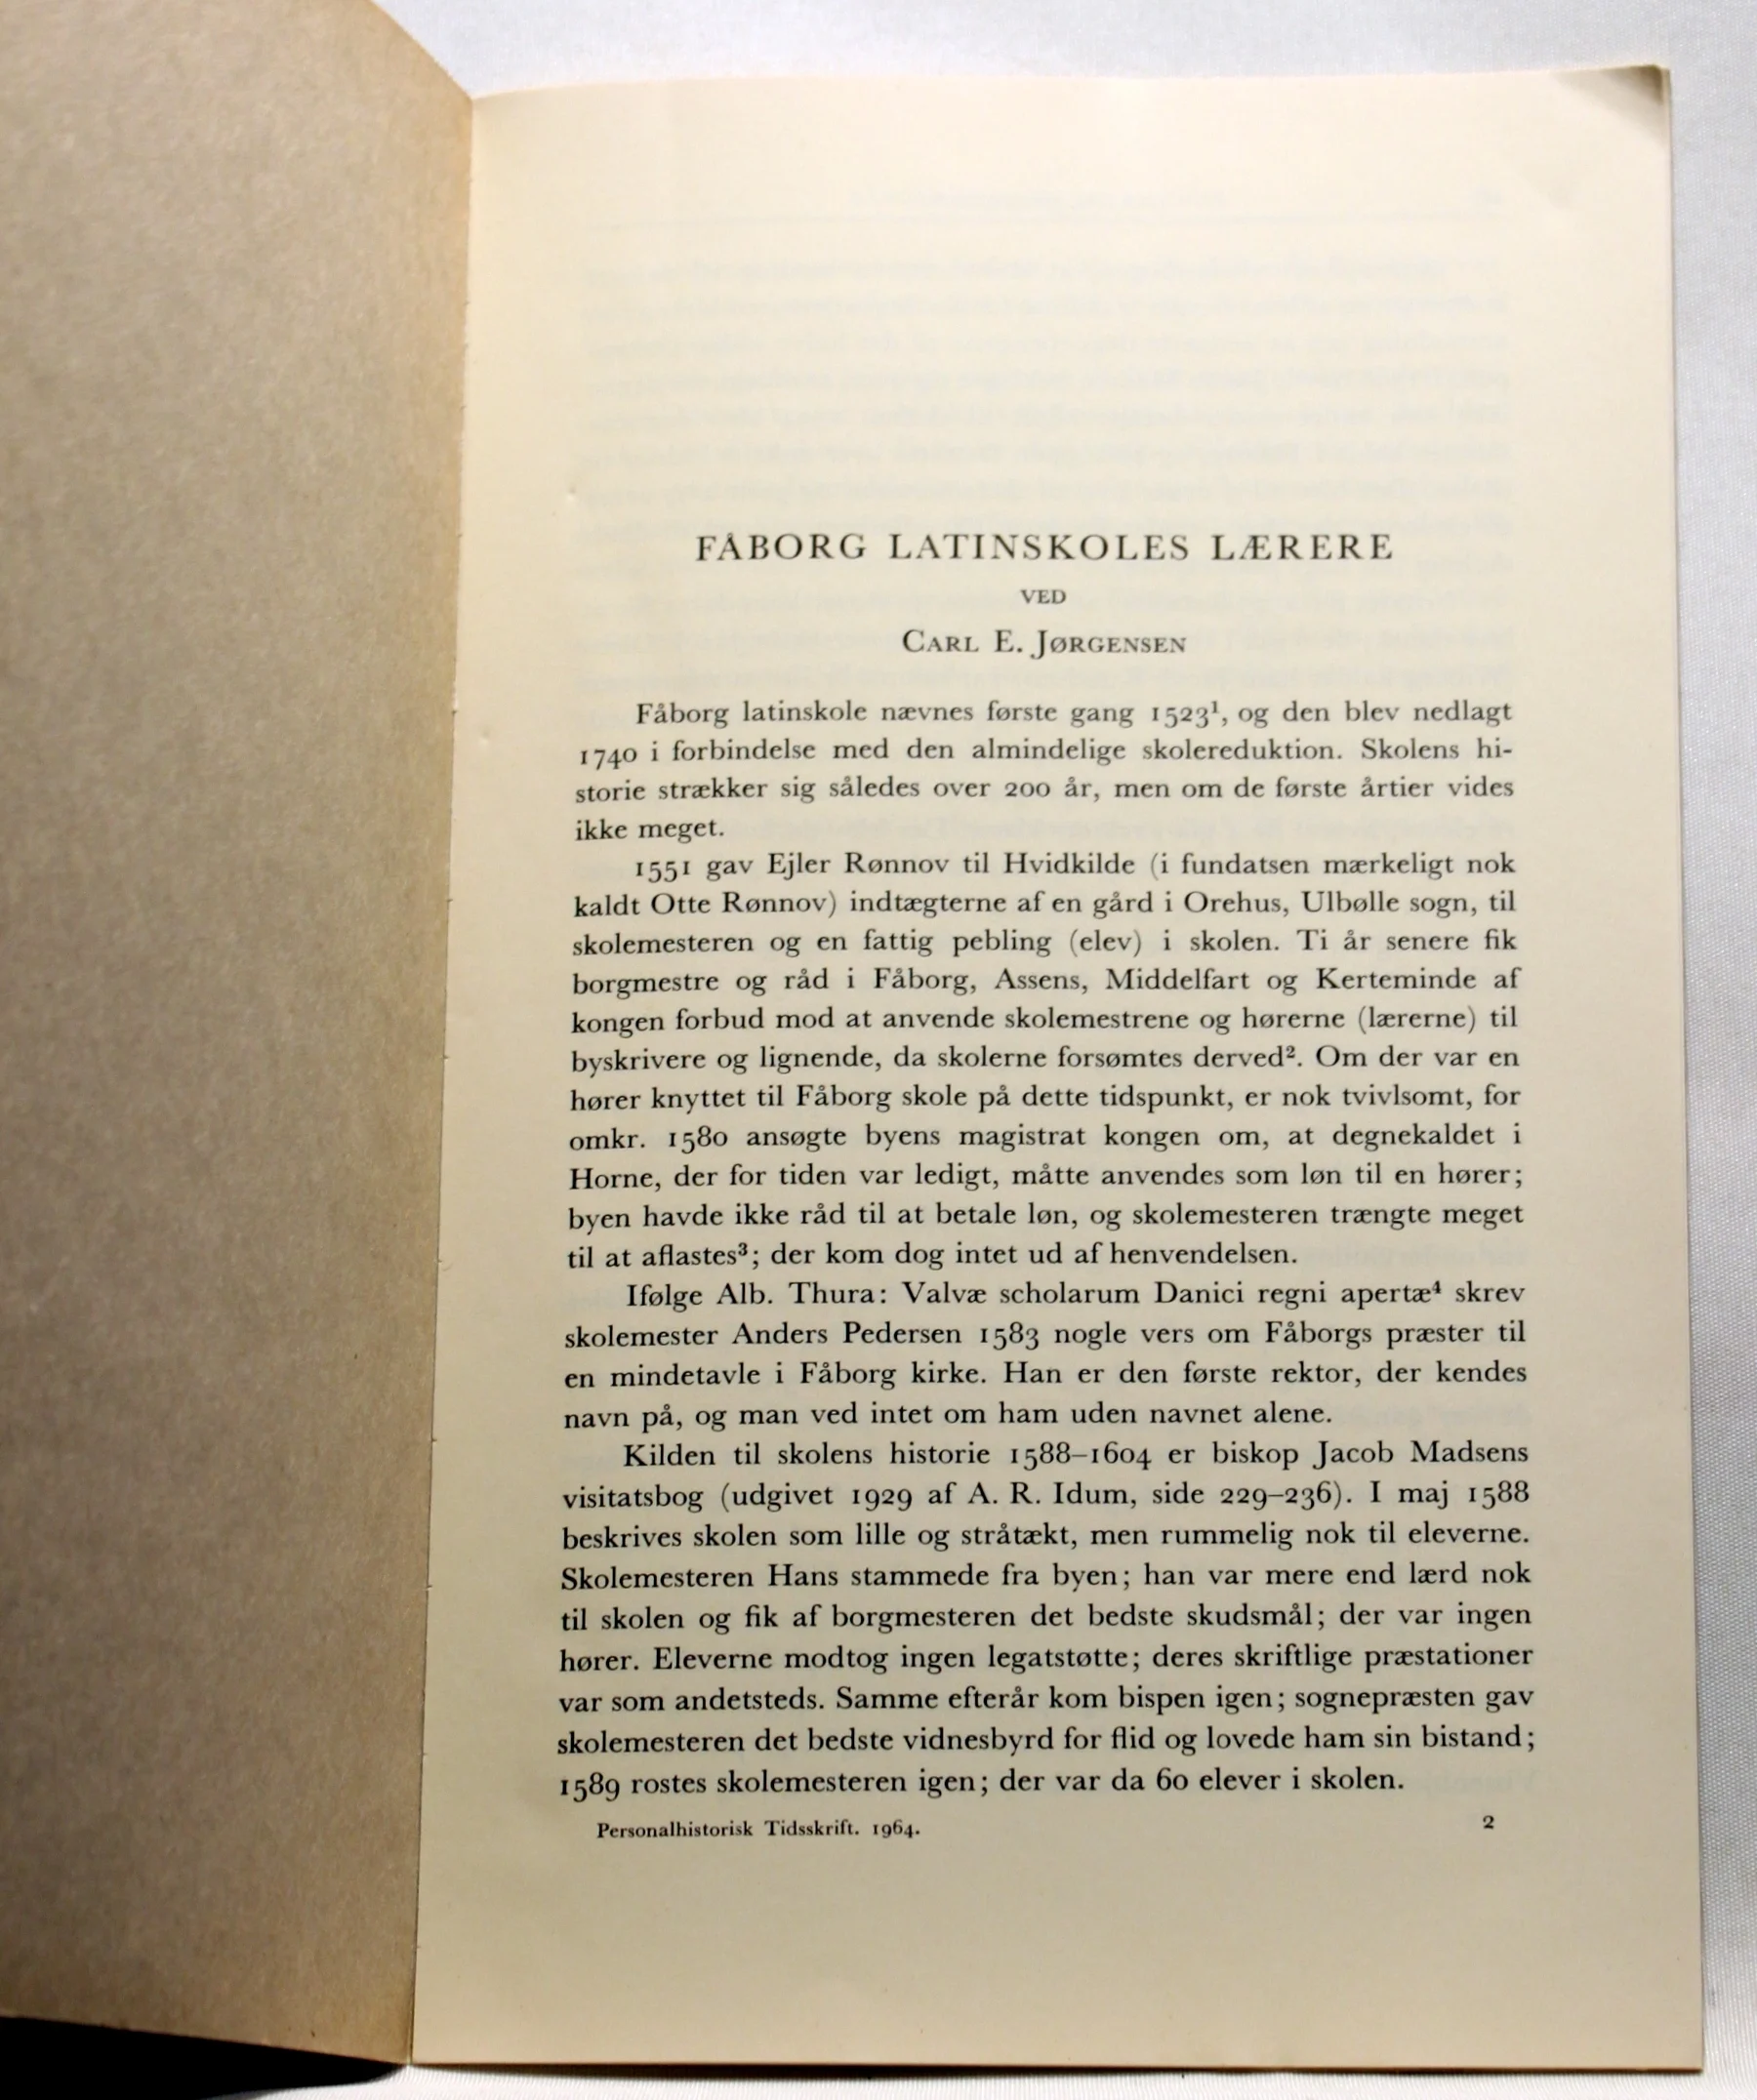 FÅBORG LATINSKOLES LÆRERE
VED
CARL E. JØRGENSEN
Fåborg latinskole nævnes første gang 1523¹, og den blev nedlagt
1740 i forbindelse med den almindelige skolereduktion. Skolens hi-
storie strækker sig således over 200 år, men om de første årtier vides
ikke meget.
1551 gav Ejler Rønnov til Hvidkilde (i fundatsen mærkeligt nok
kaldt Otte Rønnov) indtægterne af en gård i Orehus, Ulbølle sogn, til
skolemesteren og en fattig pebling (elev) i skolen. Ti år senere fik
borgmestre og råd i Fåborg, Assens, Middelfart og Kerteminde af
kongen forbud mod at anvende skolemestrene og hørerne (lærerne) til
byskrivere og lignende, da skolerne forsømtes derved². Om der var en
hører knyttet til Fåborg skole på dette tidspunkt, er nok tvivlsomt, for
omkr. 1580 ansøgte byens magistrat kongen om, at degnekaldet i
Horne, der for tiden var ledigt, måtte anvendes som løn til en hører;
byen havde ikke råd til at betale løn, og skolemesteren trængte meget
til at aflastes³; der kom dog intet ud af henvendelsen.
Ifølge Alb. Thura: Valvæ scholarum Danici regni apertæ⁴ skrev
skolemester Anders Pedersen 1583 nogle vers om Fåborgs præster til
en mindetavle i Fåborg kirke. Han er den første rektor, der kendes
navn på, og man ved intet om ham uden navnet alene.
Kilden til skolens historie 1588–1604 er biskop Jacob Madsens
visitatsbog (udgivet 1929 af A. R. Idum, side 229–236). I maj 1588
beskrives skolen som lille og stråtækt, men rummelig nok til eleverne.
Skolemesteren Hans stammede fra byen; han var mere end lærd nok
til skolen og fik af borgmesteren det bedste skudsmål; der var ingen
hører. Eleverne modtog ingen legatstøtte; deres skriftlige præstationer
var som andetsteds. Samme efterår kom bispen igen; sognepræsten gav
skolemesteren det bedste vidnesbyrd for flid og lovede ham sin bistand;
1589 rostes skolemesteren igen; der var da 60 elever i skolen.
Personalhistorisk Tidsskrift. 1964. 2